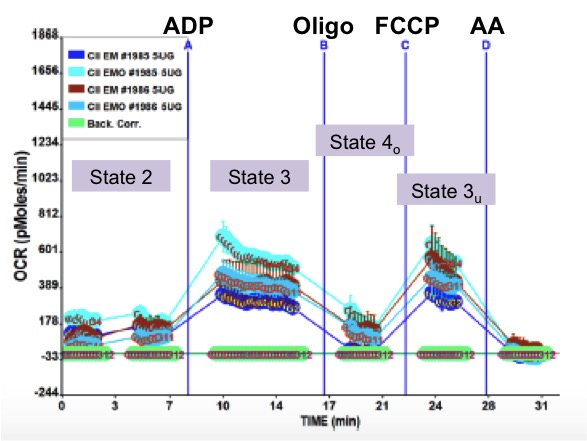 ADP Oligo FCCP AA
A B C D
CII EM #1985 5UG
CII EMO #1985 5UG
CII EM #1986 5UG
CII EMO #1986 5UG
Back. Corr.
State 2
State 3
State 4o
State 3u
OCR (pMoles/min)
1868
1656
1445
1234
1023
812
601
389
178
-33
-244
0 3 7 10 14 17 21 24 28 31
TIME (min)